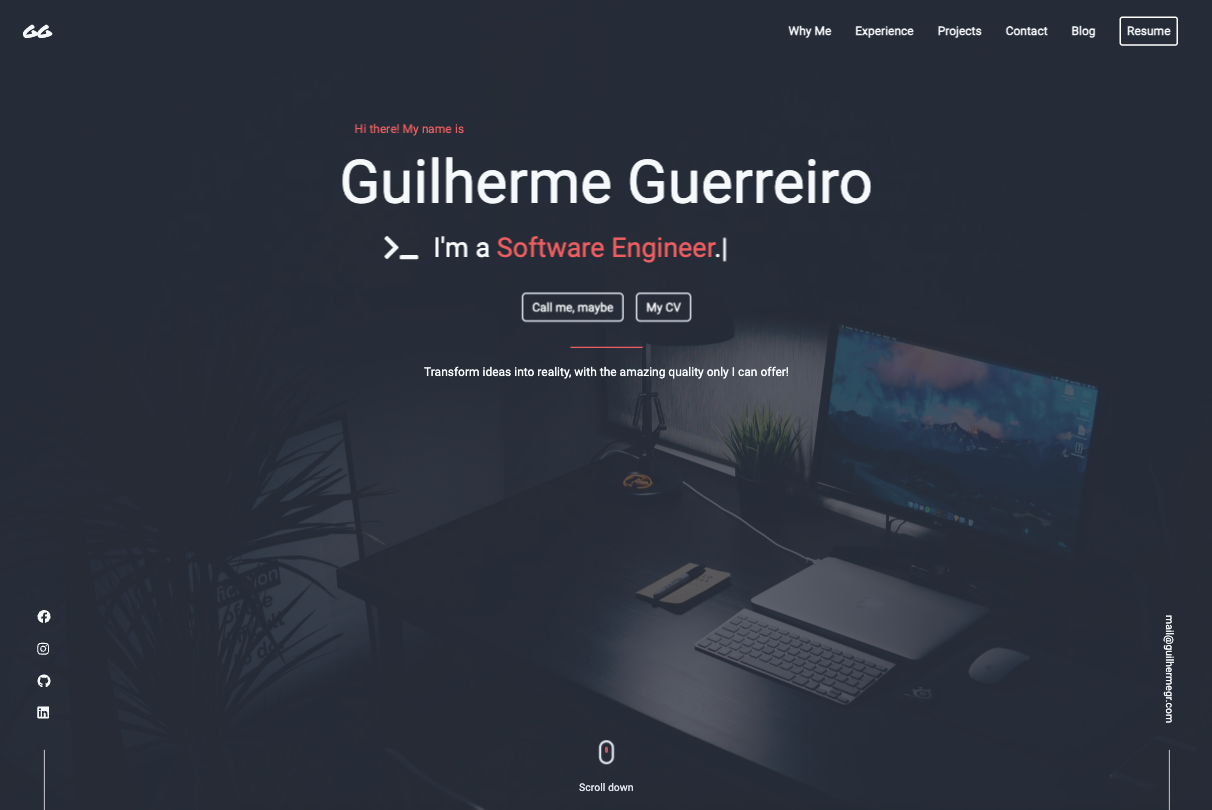 GG
Why Me Experience Projects Contact Blog Resume
Hi there! My name is
Guilherme Guerreiro
>_ I'm a Software Engineer.|
Call me, maybe My CV
Transform ideas into reality, with the amazing quality only I can offer!
mail@guilhermegr.com
Scroll down